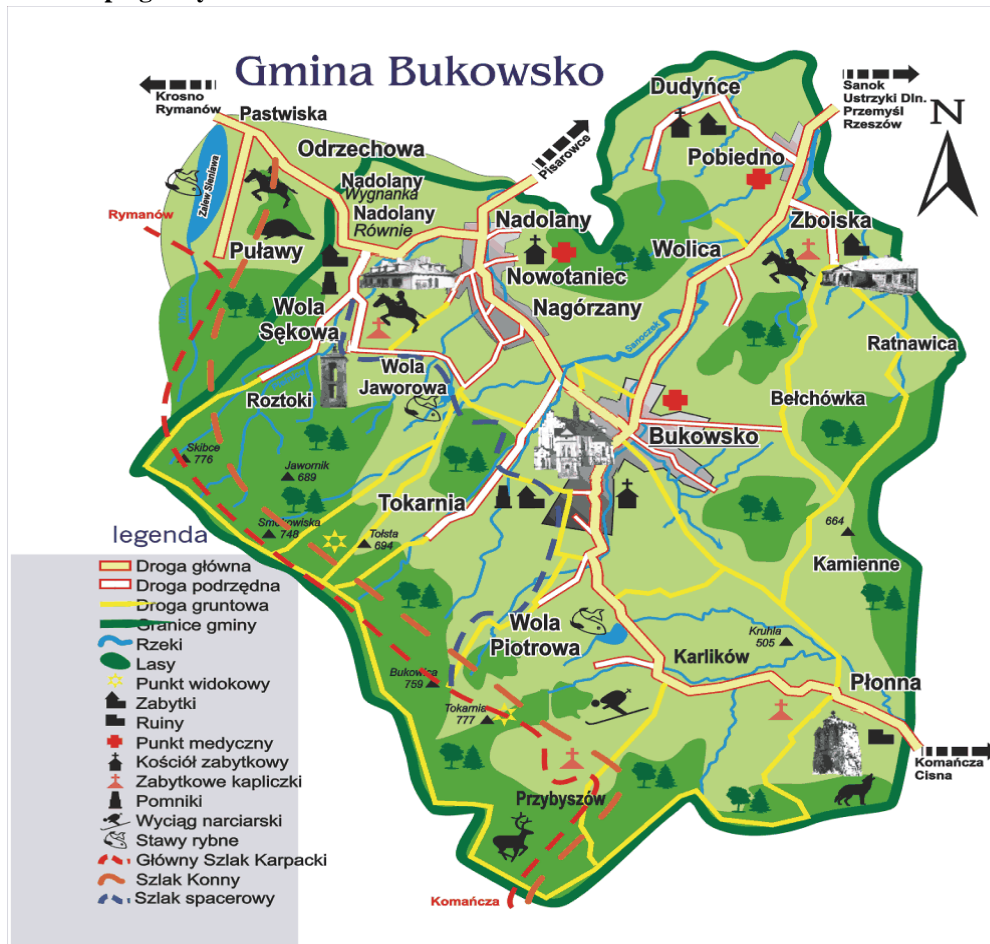 Gmina Bukowsko
Krosno
Rymanów
Pastwiska
Odrzechowa
Pisarowce
Dudyńce
Sanok
Ustrzyki Dln.
Przemyśl
Rzeszów
N
Pobiedno
Nadolany
Wygnanka
Nadolany
Równie
Zalew Sieniawa
Rymanów
Puławy
Nadolany
Nowotaniec
Nagórzany
Wolica
Zboiska
Ratnawica
Wola
Sękowa
Wola
Jaworowa
Roztoki
Sanoczek
Bełchówka
Bukowsko
Skibce
776
Jawornik
689
Tokarnia
Tołsta
694
748
664
Kamienne
Wola
Piotrowa
Kruhla
505
Karlików
Płonna
Bukowica
759
Tokarnia
777
Przybyszów
Komańcza
Cisna
Komańcza
legenda
Droga główna
Droga podrzędna
Droga gruntowa
Granice gminy
Rzeki
Lasy
Punkt widokowy
Zabytki
Ruiny
Punkt medyczny
Kościół zabytkowy
Zabytkowe kapliczki
Pomniki
Wyciąg narciarski
Stawy rybne
Główny Szlak Karpacki
Szlak Konny
Szlak spacerowy